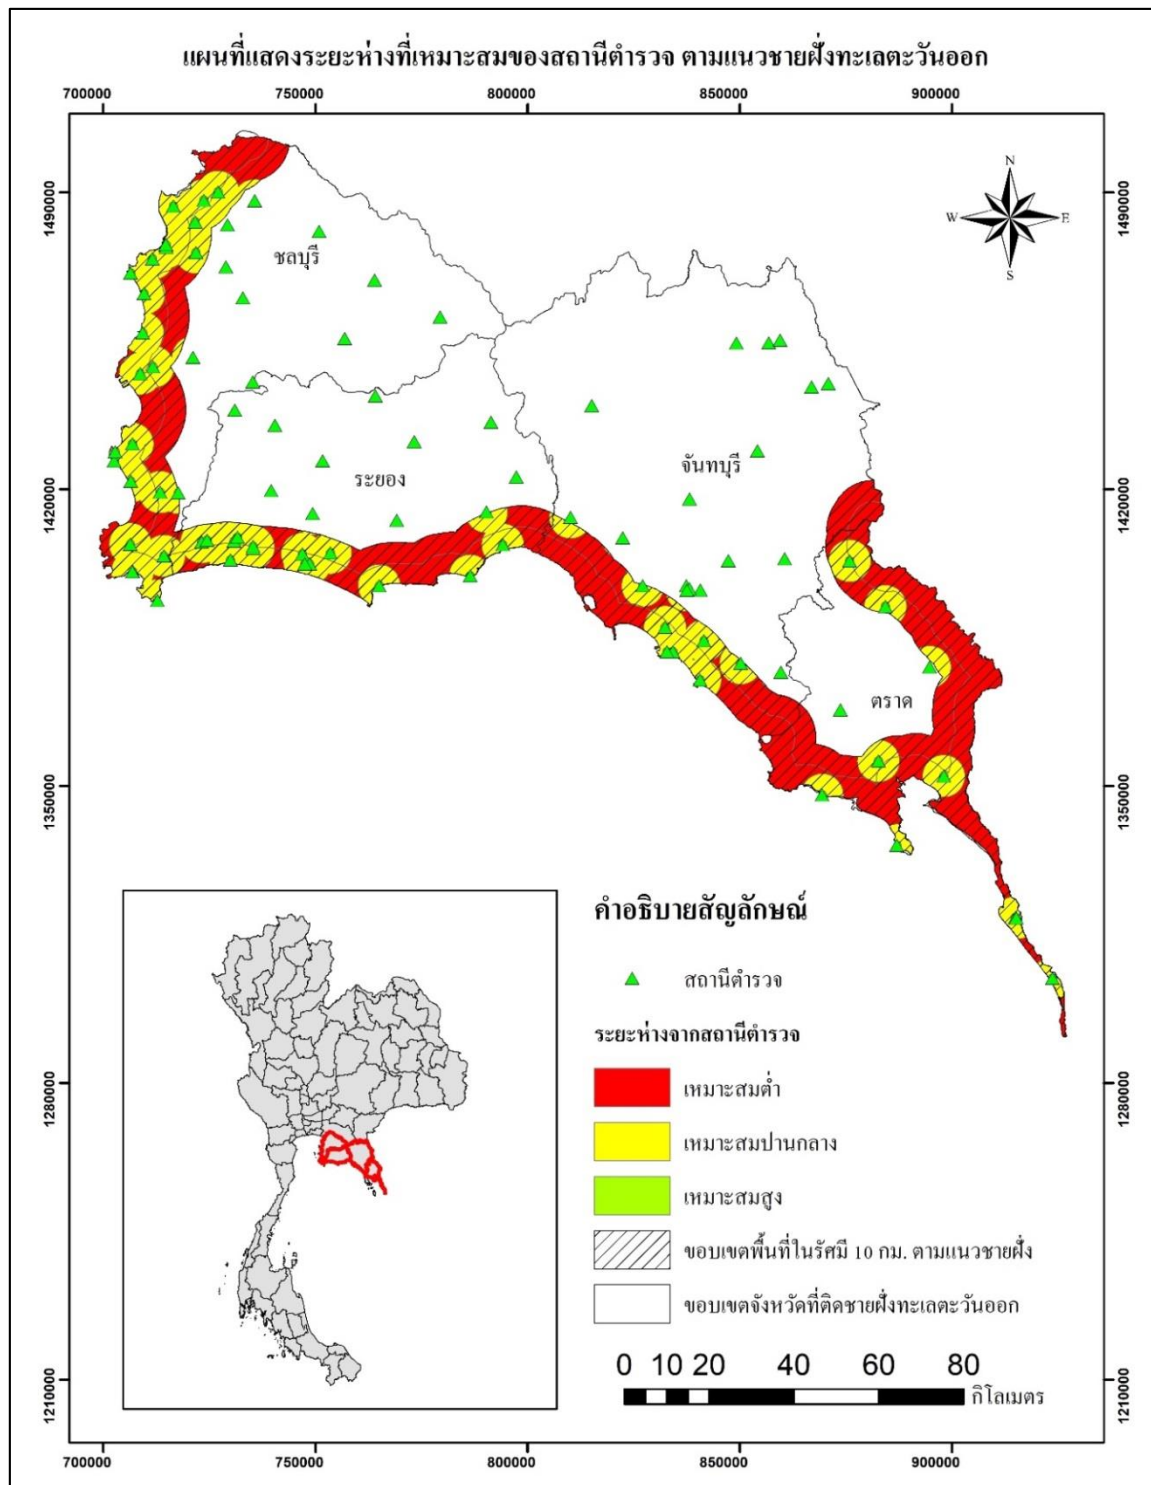 แผนที่แสดงระยะห่างที่เหมาะสมของสถานีตำรวจ ตามแนวชายฝั่งทะเลตะวันออก
700000 750000 800000 850000 900000
1490000 1490000
N
W E
S
ชลบุรี
จันทบุรี
ระยอง
1420000 1420000
ตราด
1350000 1350000
คำอธิบายสัญลักษณ์
สถานีตำรวจ
ระยะห่างจากสถานีตำรวจ
เหมาะสมต่ำ
1280000 1280000
เหมาะสมปานกลาง
เหมาะสมสูง
ขอบเขตพื้นที่ในรัศมี 10 กม. ตามแนวชายฝั่ง
ขอบเขตจังหวัดที่ติดชายฝั่งทะเลตะวันออก
0 10 20 40 60 80
กิโลเมตร
1210000 1210000
700000 750000 800000 850000 900000